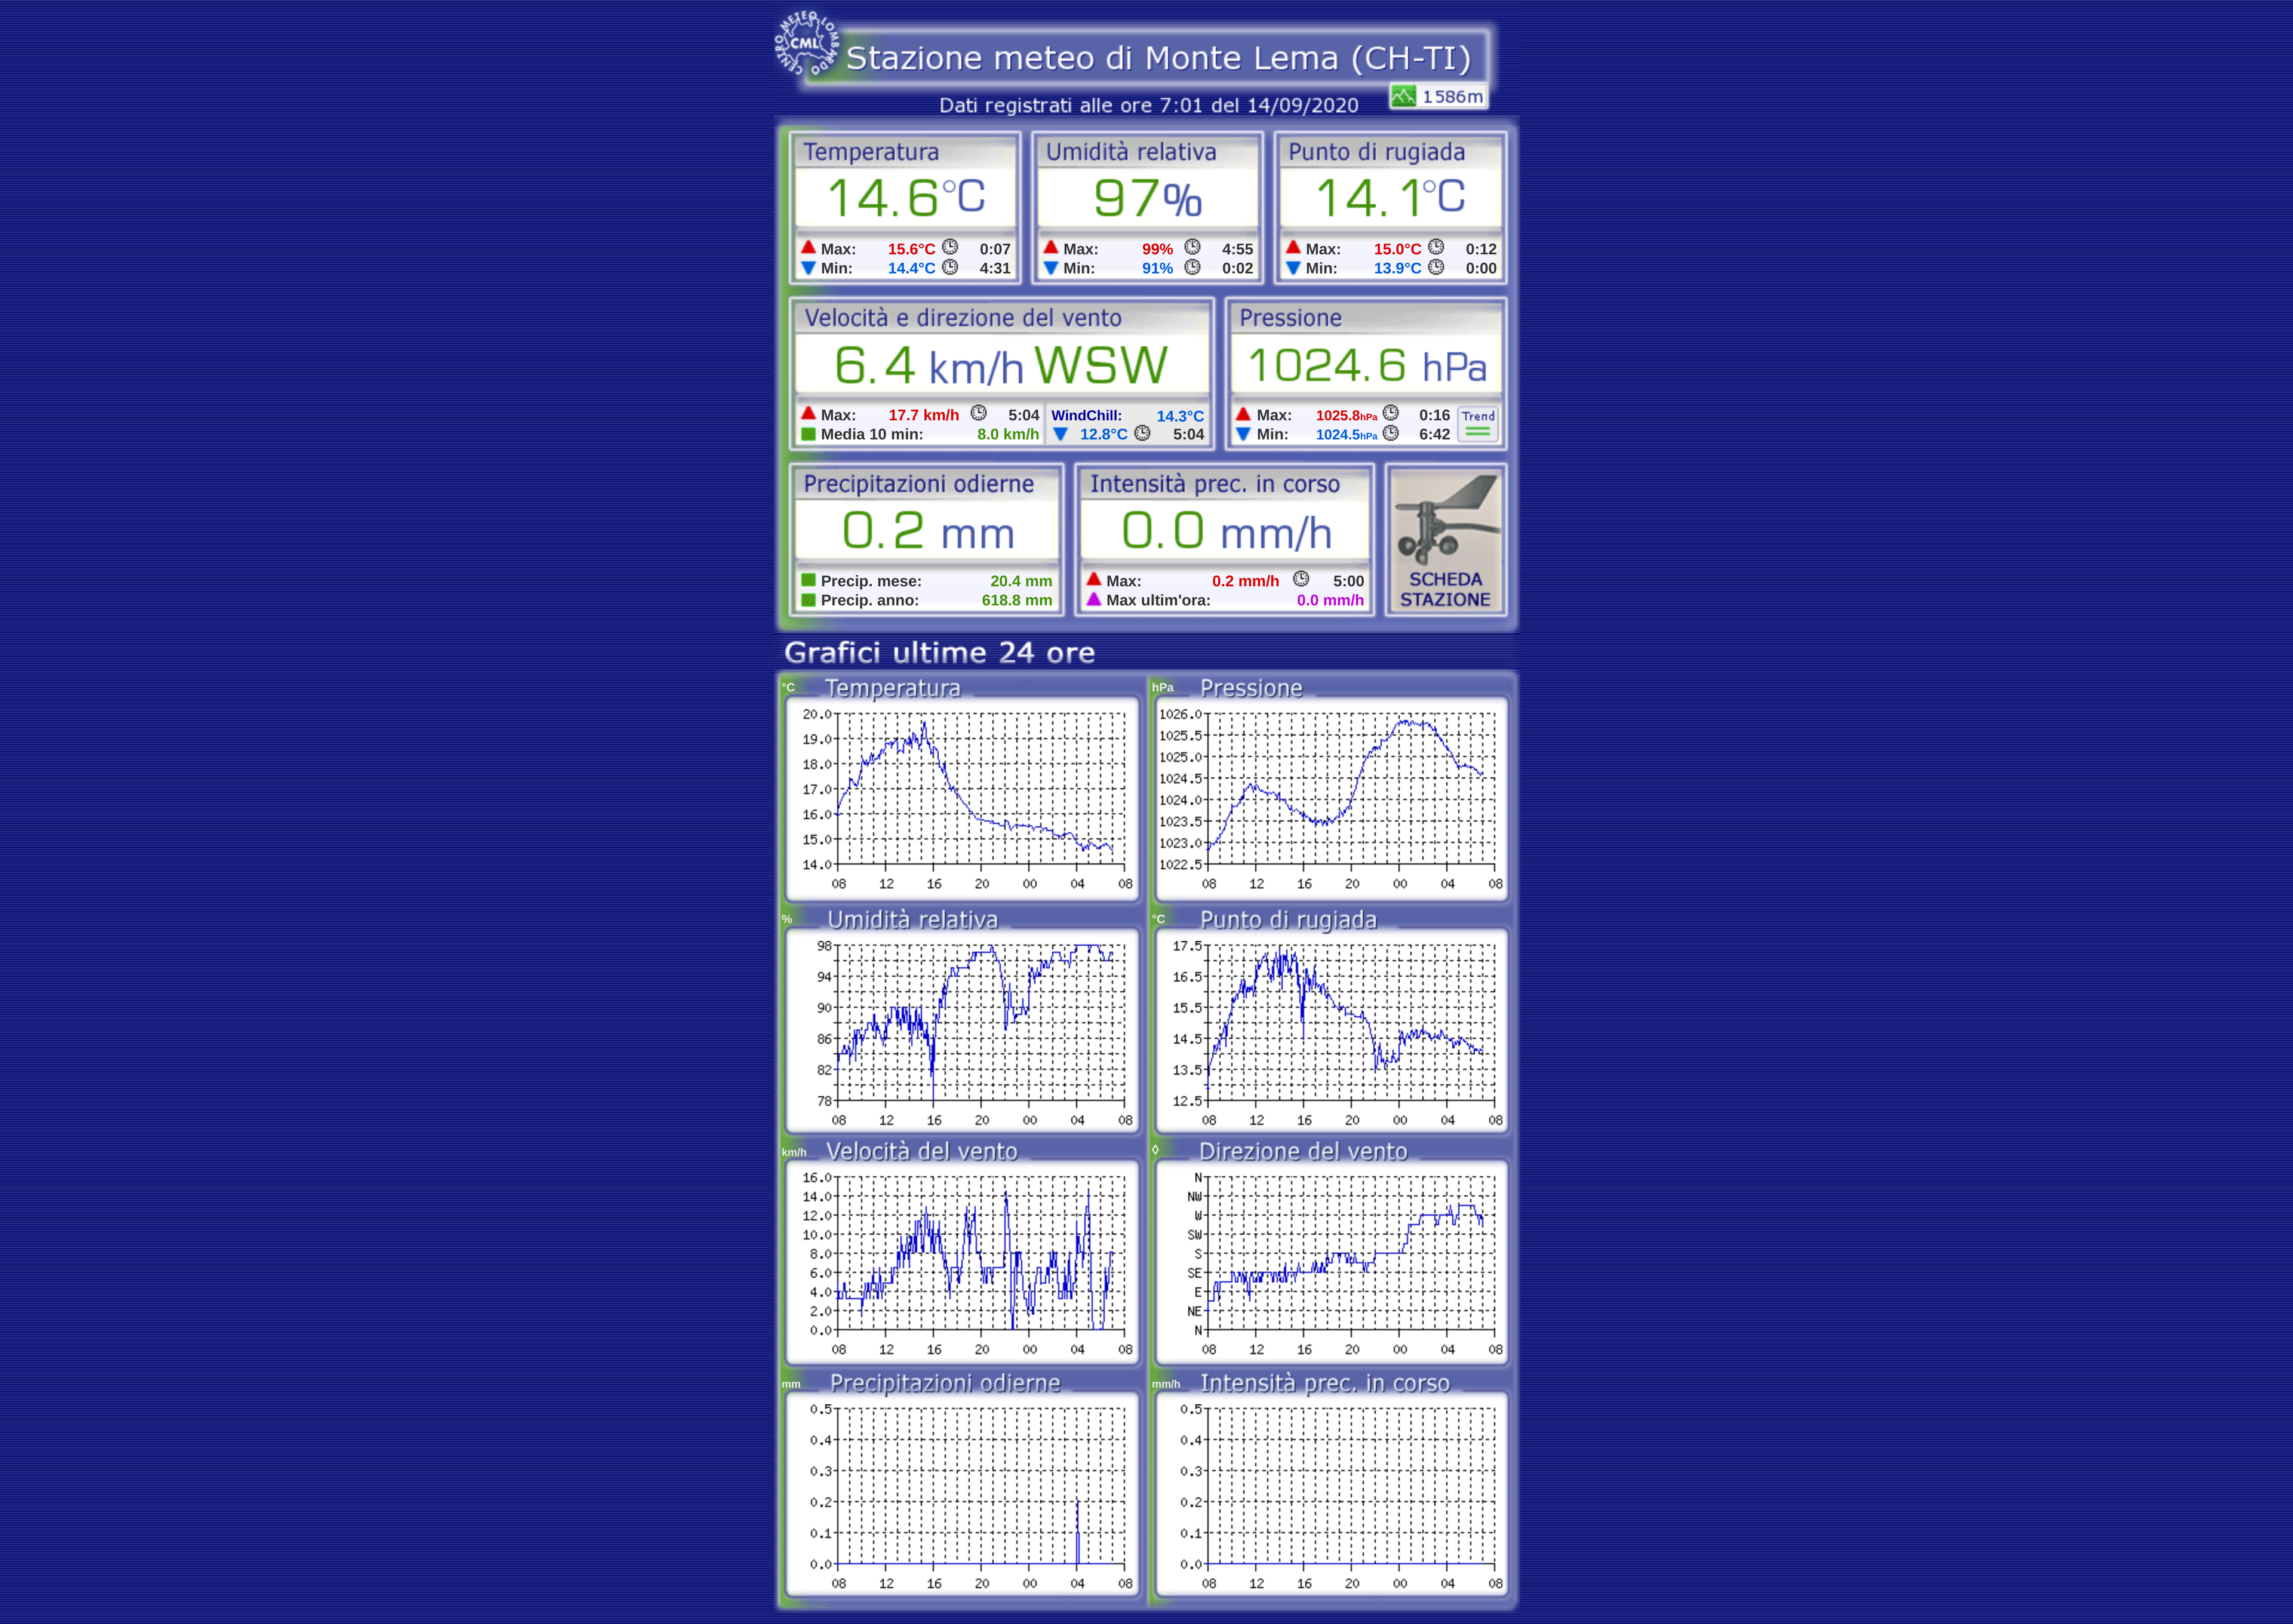 CENTRO METEO LOMBARDO
CML
Stazione meteo di Monte Lema (CH-TI)
1586m
Dati registrati alle ore 7:01 del 14/09/2020
Temperatura
14.6°C
Max: 15.6°C 0:07
Min: 14.4°C 4:31
Umidità relativa
97%
Max: 99% 4:55
Min: 91% 0:02
Punto di rugiada
14.1°C
Max: 15.0°C 0:12
Min: 13.9°C 0:00
Velocità e direzione del vento
6.4 km/h WSW
Max: 17.7 km/h 5:04
Media 10 min: 8.0 km/h
WindChill: 14.3°C
12.8°C 5:04
Pressione
1024.6 hPa
Max: 1025.8hPa 0:16
Min: 1024.5hPa 6:42
Trend
Precipitazioni odierne
0.2 mm
Precip. mese: 20.4 mm
Precip. anno: 618.8 mm
Intensità prec. in corso
0.0 mm/h
Max: 0.2 mm/h 5:00
Max ultim'ora: 0.0 mm/h
SCHEDA
STAZIONE
Grafici ultime 24 ore
°C Temperatura
20.0
19.0
18.0
17.0
16.0
15.0
14.0
08 12 16 20 00 04 08
hPa Pressione
1026.0
1025.5
1025.0
1024.5
1024.0
1023.5
1023.0
1022.5
08 12 16 20 00 04 08
% Umidità relativa
98
94
90
86
82
78
08 12 16 20 00 04 08
°C Punto di rugiada
17.5
16.5
15.5
14.5
13.5
12.5
08 12 16 20 00 04 08
km/h Velocità del vento
16.0
14.0
12.0
10.0
8.0
6.0
4.0
2.0
0.0
08 12 16 20 00 04 08
◊ Direzione del vento
N
NW
W
SW
S
SE
E
NE
N
08 12 16 20 00 04 08
mm Precipitazioni odierne
0.5
0.4
0.3
0.2
0.1
0.0
08 12 16 20 00 04 08
mm/h Intensità prec. in corso
0.5
0.4
0.3
0.2
0.1
0.0
08 12 16 20 00 04 08